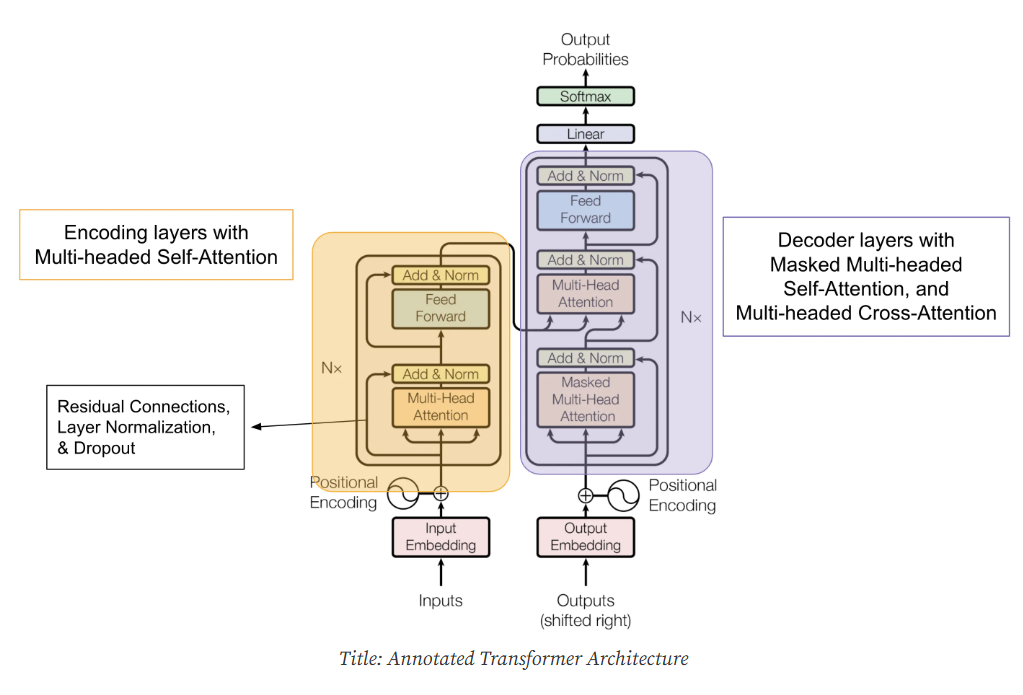 Output
Probabilities
Softmax
Linear
Add & Norm
Feed
Forward
Add & Norm
Multi-Head
Attention
Add & Norm
Masked
Multi-Head
Attention
N×
Decoder layers with
Masked Multi-headed
Self-Attention, and
Multi-headed Cross-Attention
Encoding layers with
Multi-headed Self-Attention
Add & Norm
Feed
Forward
N×
Add & Norm
Multi-Head
Attention
Residual Connections,
Layer Normalization,
& Dropout
Positional
Encoding
Positional
Encoding
Input
Embedding
Output
Embedding
Inputs
Outputs
(shifted right)
Title: Annotated Transformer Architecture